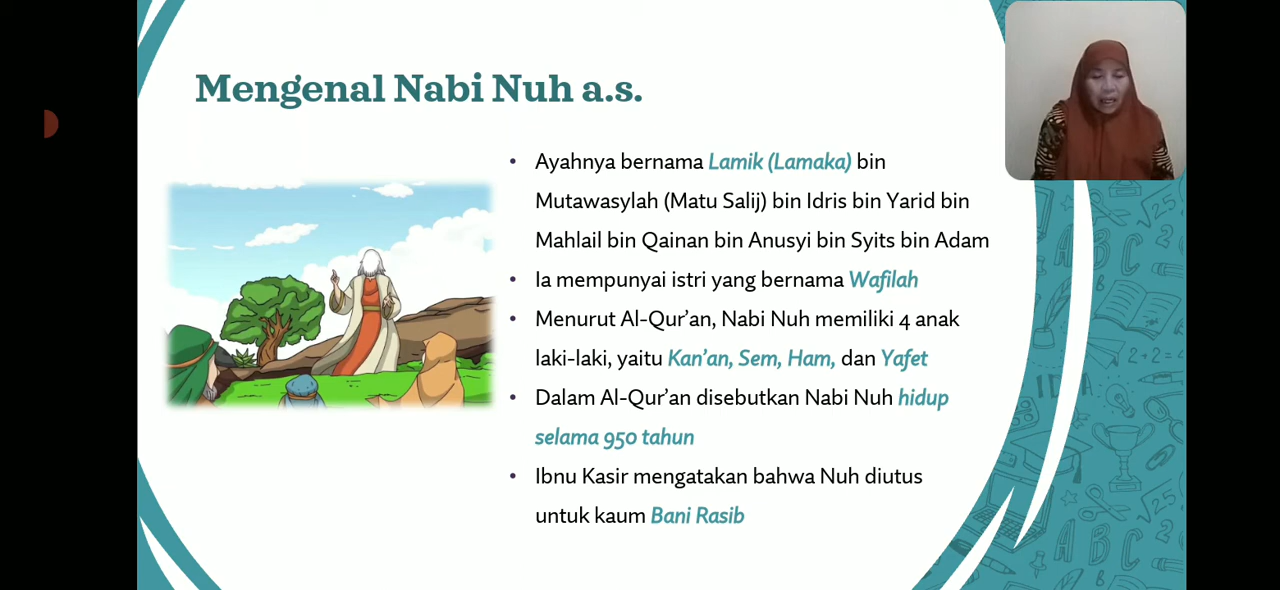 Mengenal Nabi Nuh a.s.
• Ayahnya bernama Lamik (Lamaka) bin
Mutawasylah (Matu Salij) bin Idris bin Yarid bin
Mahlail bin Qainan bin Anusyi bin Syits bin Adam
• Ia mempunyai istri yang bernama Wafilah
• Menurut Al-Qur’an, Nabi Nuh memiliki 4 anak
laki-laki, yaitu Kan’an, Sem, Ham, dan Yafet
• Dalam Al-Qur’an disebutkan Nabi Nuh hidup
selama 950 tahun
• Ibnu Kasir mengatakan bahwa Nuh diutus
untuk kaum Bani Rasib